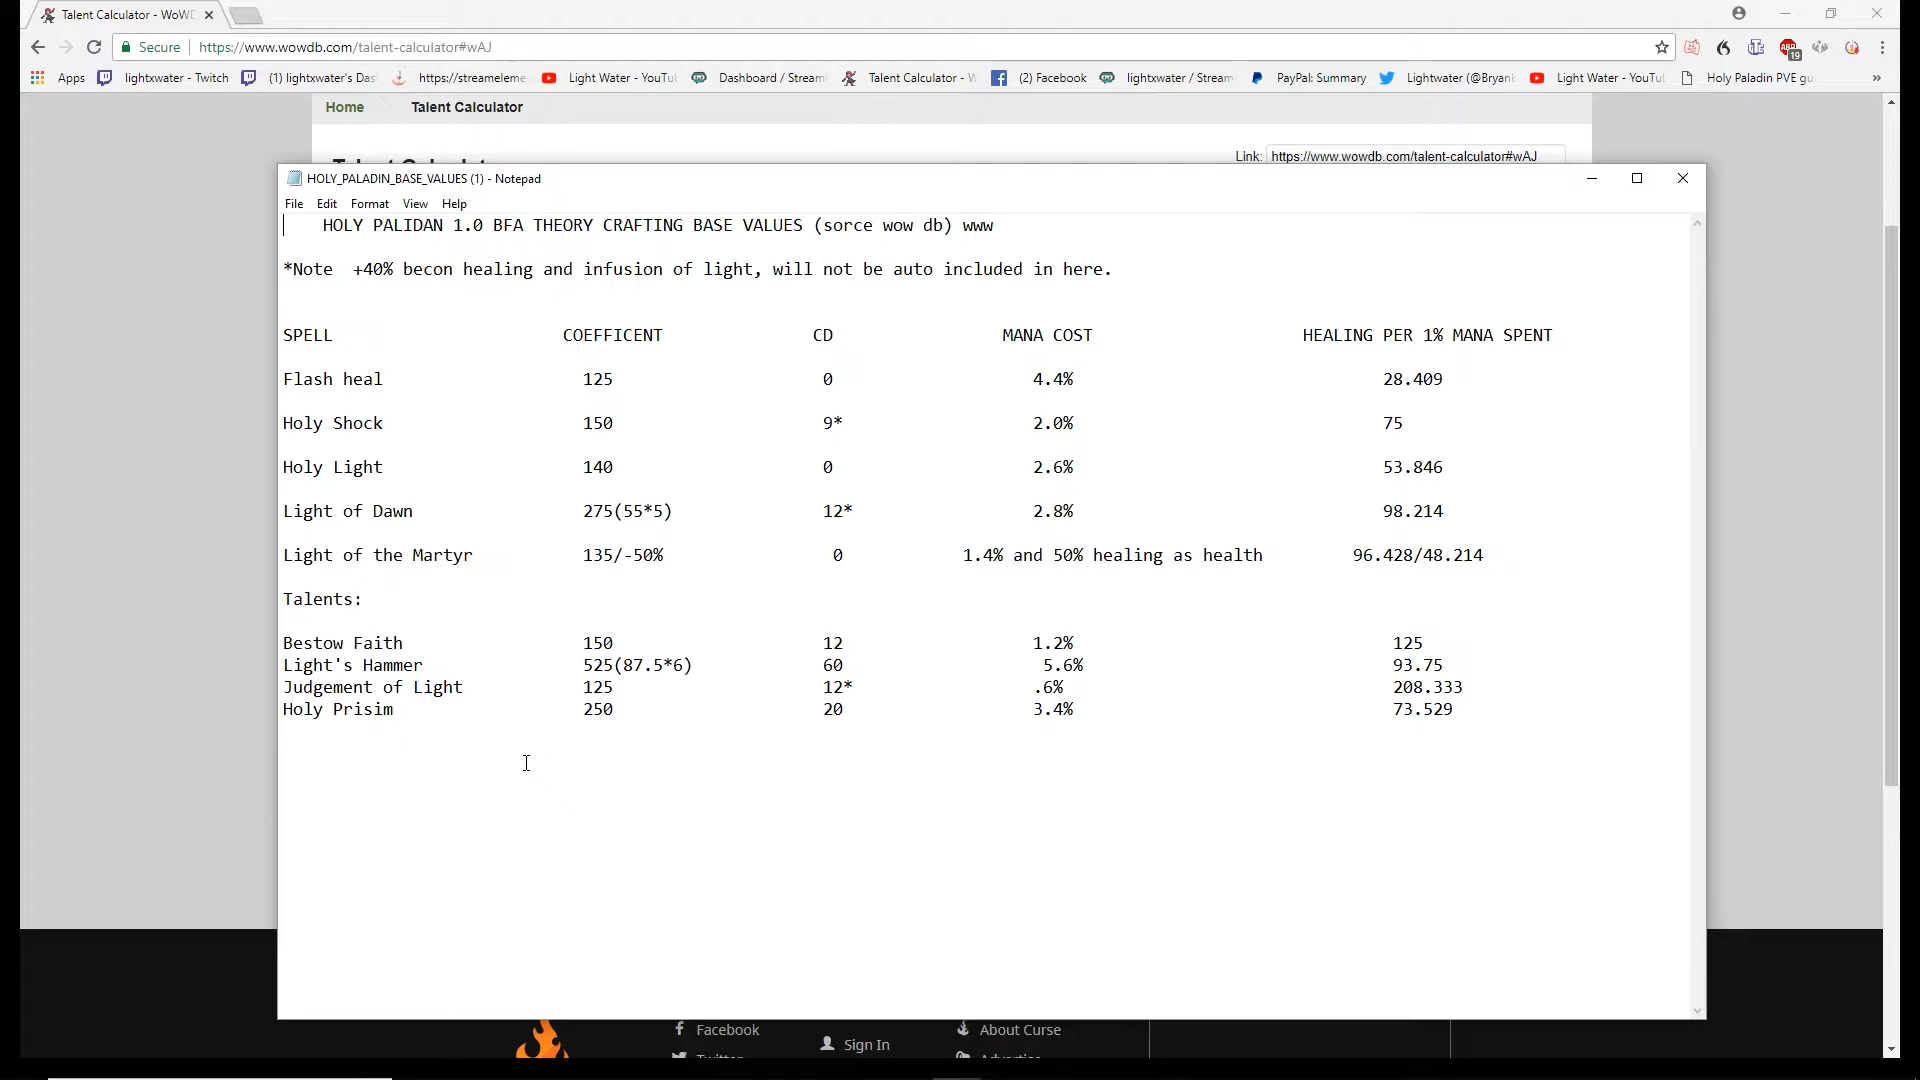 Talent Calculator - WoWD
Secure https://www.wowdb.com/talent-calculator#wAJ
19
Apps lightxwater - Twitch (1) lightxwater's Das https://streameleme Light Water - YouTu Dashboard / Stream Talent Calculator - W (2) Facebook lightxwater / Stream PayPal: Summary Lightwater (@Bryan Light Water - YouTu Holy Paladin PVE gu »
Home Talent Calculator
Talent Calculator
Link: https://www.wowdb.com/talent-calculator#wAJ
HOLY_PALADIN_BASE_VALUES (1) - Notepad
File Edit Format View Help
HOLY PALIDAN 1.0 BFA THEORY CRAFTING BASE VALUES (sorce wow db) www
*Note +40% becon healing and infusion of light, will not be auto included in here.
SPELL COEFFICENT CD MANA COST HEALING PER 1% MANA SPENT
Flash heal 125 0 4.4% 28.409
Holy Shock 150 9* 2.0% 75
Holy Light 140 0 2.6% 53.846
Light of Dawn 275(55*5) 12* 2.8% 98.214
Light of the Martyr 135/-50% 0 1.4% and 50% healing as health 96.428/48.214
Talents:
Bestow Faith 150 12 1.2% 125
Light's Hammer 525(87.5*6) 60 5.6% 93.75
Judgement of Light 125 12* .6% 208.333
Holy Prisim 250 20 3.4% 73.529
Facebook Sign In About Curse
Twitter Advertise